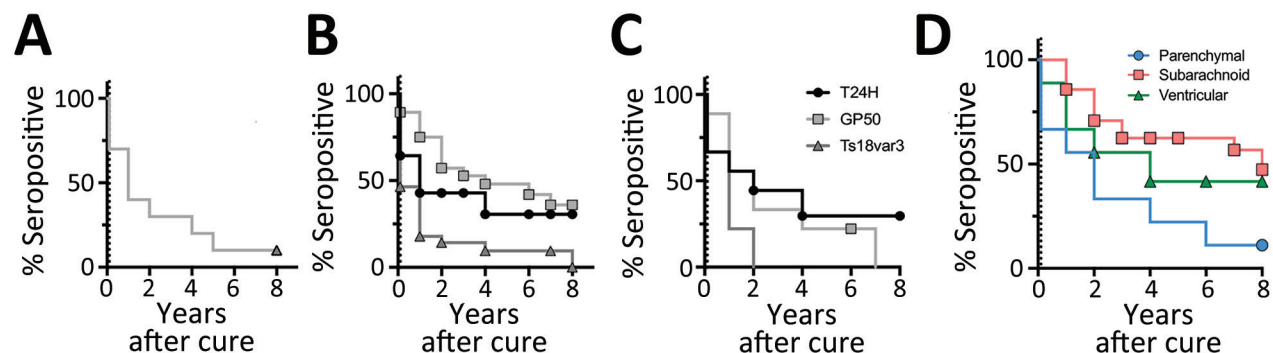 A
% Seropositive
100
50
0
0 2 4 6 8
Years
after cure
B
% Seropositive
100
50
0
0 2 4 6 8
Years
after cure
C
% Seropositive
100
50
0
T24H
GP50
Ts18var3
0 2 4 6 8
Years
after cure
D
% Seropositive
100
50
0
Parenchymal
Subarachnoid
Ventricular
0 2 4 6 8
Years
after cure